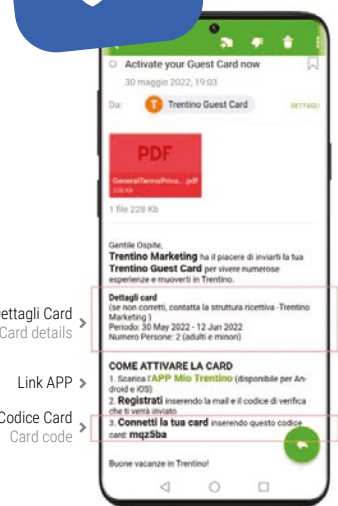 Activate your Guest Card now
30 maggio 2022, 19:03
Da: T Trentino Guest Card DETTAGLI
PDF
GeneralTermsPriva... .pdf
228 Kb
1 file 228 Kb
Gentile Ospite,
Trentino Marketing ha il piacere di inviarti la tua
Trentino Guest Card per vivere numerose
esperienze e muoverti in Trentino.
Dettagli card
(se non corretti, contatta la struttura ricettiva -Trentino
Marketing )
Periodo: 30 May 2022 - 12 Jun 2022
Numero Persone: 2 (adulti e minori)
COME ATTIVARE LA CARD
1. Scarica l'APP Mio Trentino (disponibile per An-
droid e iOS)
2. Registrati inserendo la mail e il codice di verifica
che ti verrà inviato
3. Connetti la tua card inserendo questo codice
card: mqz5ba
Buone vacanze in Trentino!
ettagli Card >
Card details
Link APP >
Codice Card >
Card code